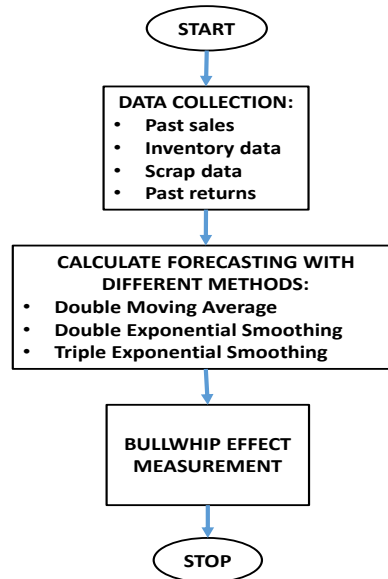 START
DATA COLLECTION:
• Past sales
• Inventory data
• Scrap data
• Past returns
CALCULATE FORECASTING WITH
DIFFERENT METHODS:
• Double Moving Average
• Double Exponential Smoothing
• Triple Exponential Smoothing
BULLWHIP EFFECT
MEASUREMENT
STOP